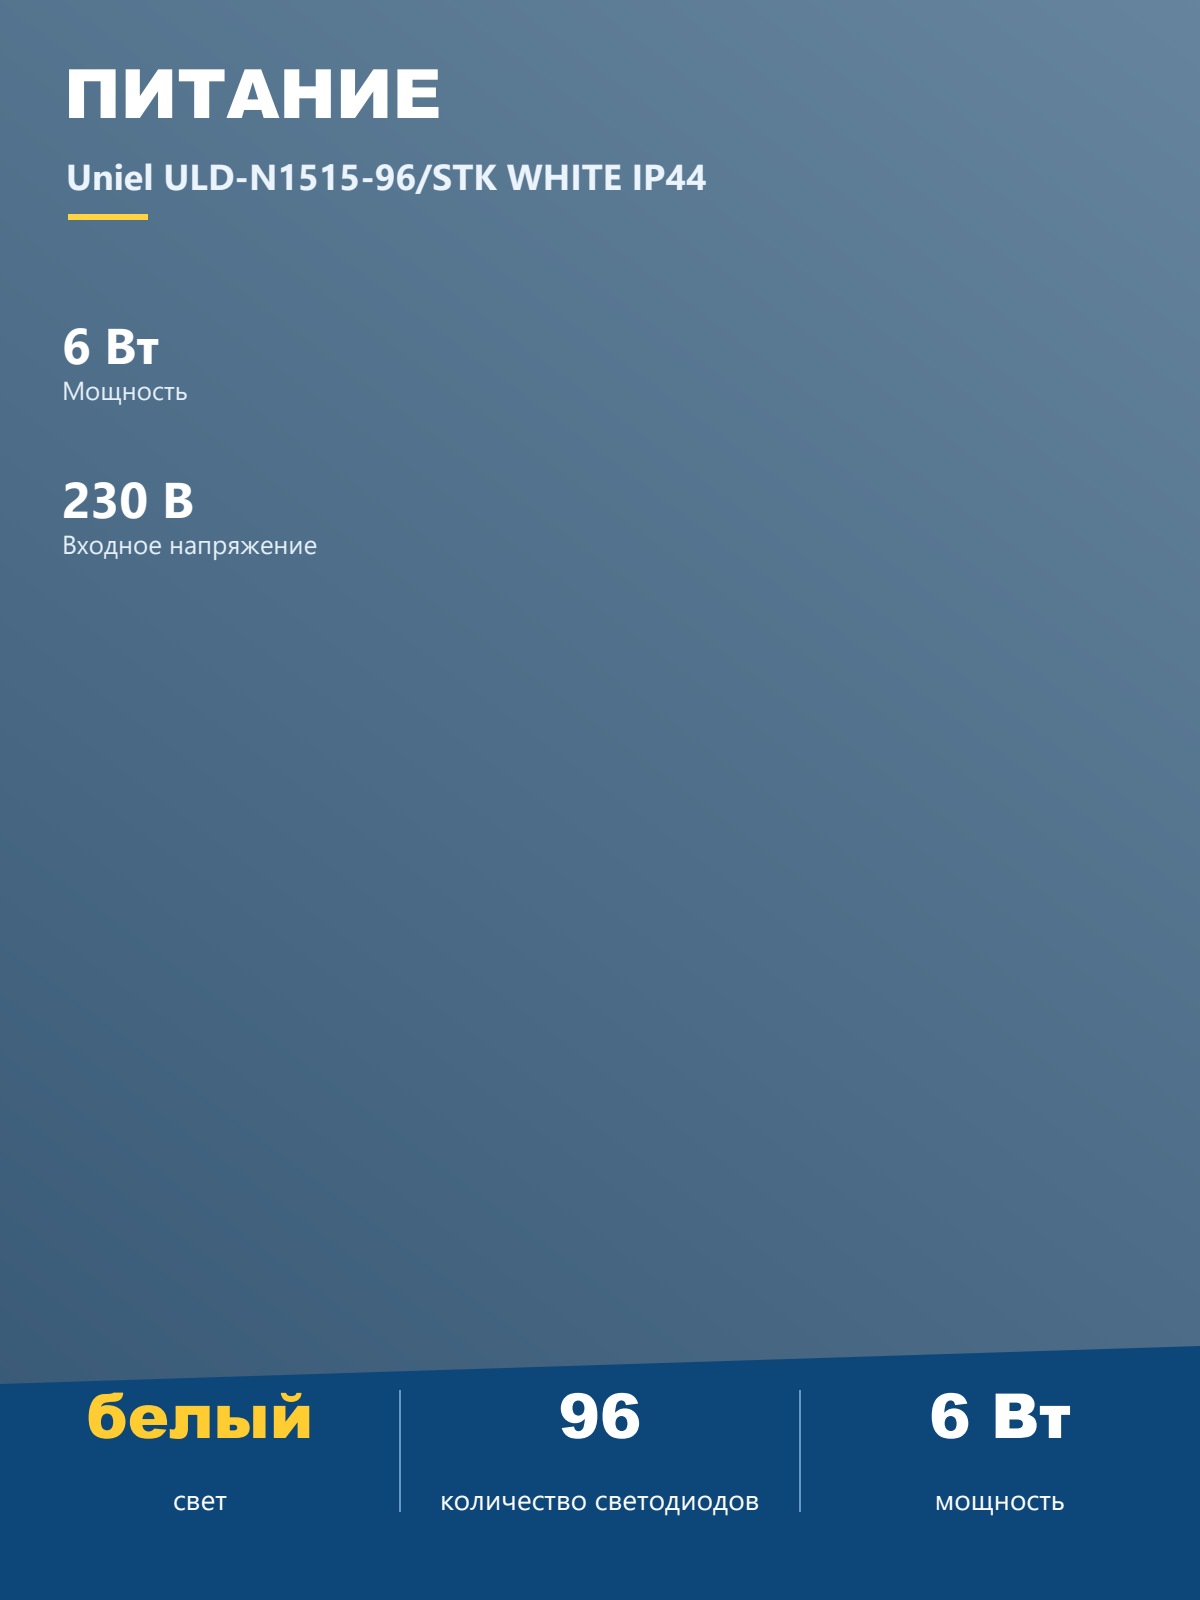 ПИТАНИЕ
Uniel ULD-N1515-96/STK WHITE IP44
6 Вт
Мощность
230 В
Входное напряжение
белый
свет
96
количество светодиодов
6 Вт
мощность